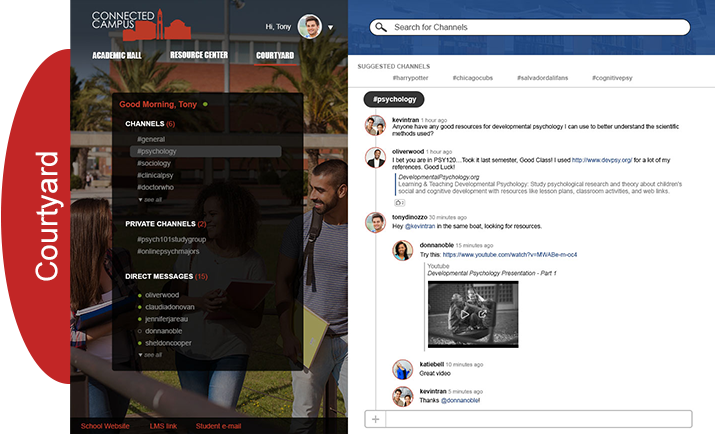 Courtyard
CONNECTED
CAMPUS
Hi, Tony
ACADEMIC HALL
RESOURCE CENTER
COURTYARD
Good Morning, Tony
CHANNELS (6)
#general
#psychology
#sociology
#clinicalpsy
#doctorwho
see all
PRIVATE CHANNELS (2)
#psych101studygroup
#onlinepsychmajors
DIRECT MESSAGES (15)
oliverwood
claudiadonovan
jenniferjareau
donnanoble
sheldoncooper
see all
School Website
LMS link
Student e-mail
Search for Channels
SUGGESTED CHANNELS
#harrypotter
#chicagocubs
#salvadordalifans
#cognitivepsy
#psychology
kevintran 1 hour ago
Anyone have any good resources for developmental psychology I can use to better understand the scientific
methods used?
oliverwood 1 hour ago
I bet you are in PSY120...Took it last semester, Good Class! I used http://www.devpsy.org/ for a lot of my
references. Good Luck!
DevelopmentalPsychology.org
Learning & Teaching Developmental Psychology: Study psychological research and theory about children's
social and cognitive development with resources like lesson plans, classroom activities, and web links.
tonydinozzo 30 minutes ago
Hey @kevintran in the same boat, looking for resources.
donnanoble 15 minutes ago
Try this: https://www.youtube.com/watch?v=MWABe-m-oc4
Youtube
Developmental Psychology Presentation - Part 1
katiebell 10 minutes ago
Great video
kevintran 5 minutes ago
Thanks @donnanoble!